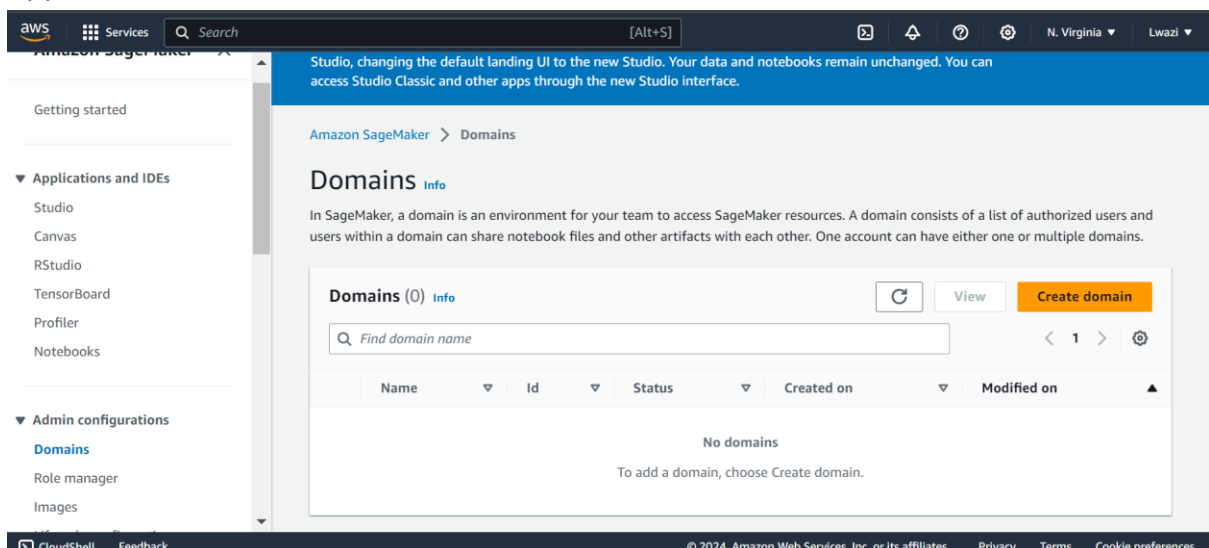 aws Services Search [Alt+S] N. Virginia Lwazi
Amazon SageMaker
Getting started
Applications and IDEs
Studio
Canvas
RStudio
TensorBoard
Profiler
Notebooks
Admin configurations
Domains
Role manager
Images
Studio, changing the default landing UI to the new Studio. Your data and notebooks remain unchanged. You can
access Studio Classic and other apps through the new Studio interface.
Amazon SageMaker > Domains
Domains Info
In SageMaker, a domain is an environment for your team to access SageMaker resources. A domain consists of a list of authorized users and
users within a domain can share notebook files and other artifacts with each other. One account can have either one or multiple domains.
Domains (0) Info View Create domain
Find domain name < 1 >
Name Id Status Created on Modified on
No domains
To add a domain, choose Create domain.
CloudShell Feedback © 2024, Amazon Web Services, Inc. or its affiliates. Privacy Terms Cookie preferences